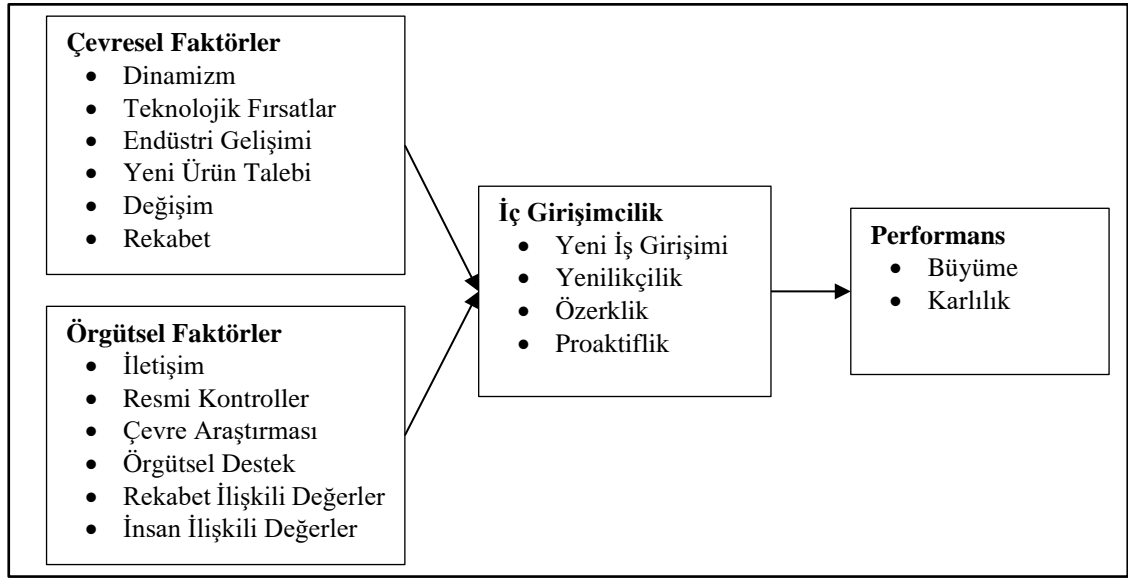 Çevresel Faktörler
• Dinamizm
• Teknolojik Fırsatlar
• Endüstri Gelişimi
• Yeni Ürün Talebi
• Değişim
• Rekabet
Örgütsel Faktörler
• İletişim
• Resmi Kontroller
• Çevre Araştırması
• Örgütsel Destek
• Rekabet İlişkili Değerler
• İnsan İlişkili Değerler
İç Girişimcilik
• Yeni İş Girişimi
• Yenilikçilik
• Özerklik
• Proaktiflik
Performans
• Büyüme
• Karlılık